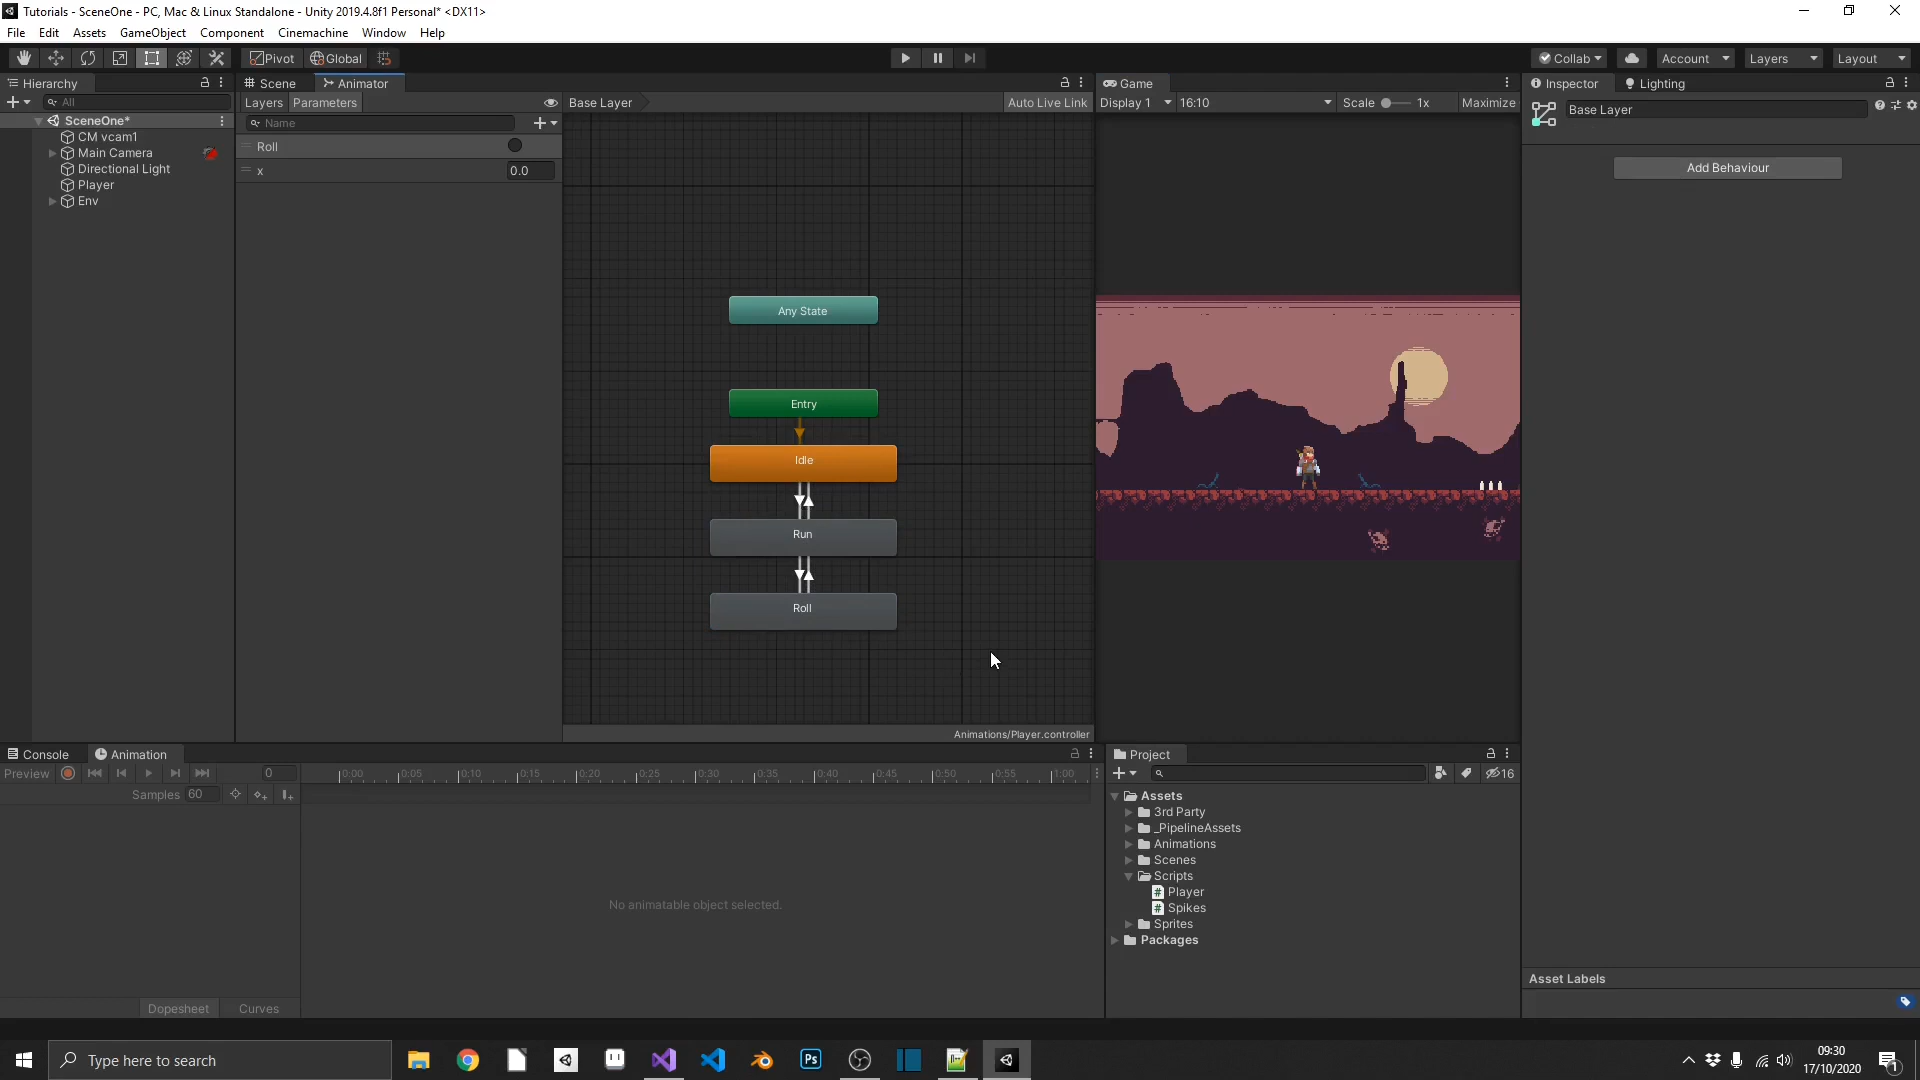 Tutorials - SceneOne - PC, Mac & Linux Standalone - Unity 2019.4.8f1 Personal* <DX11>
File Edit Assets GameObject Component Cinemachine Window Help
Pivot Global Collab Account Layers Layout
Hierarchy Scene Animator Game Inspector Lighting
All Layers Parameters Base Layer Auto Live Link Display 1 16:10 Scale 1x Maximize
Base Layer
SceneOne* Name
CM vcam1
Main Camera Roll
Directional Light x 0.0
Add Behaviour
Player
Env
Any State
Entry
Idle
Run
Roll
Animations/Player.controller
Console Animation Project
Preview 0 0:00 0:05 0:10 0:15 0:20 0:25 0:30 0:35 0:40 0:45 0:50 0:55 1:00 16
Samples 60
Assets
3rd Party
_PipelineAssets
Animations
Scenes
Scripts
Player
Spikes
Sprites
Packages
No animatable object selected.
Asset Labels
Dopesheet Curves
Type here to search
Ps
09:30
17/10/2020
1